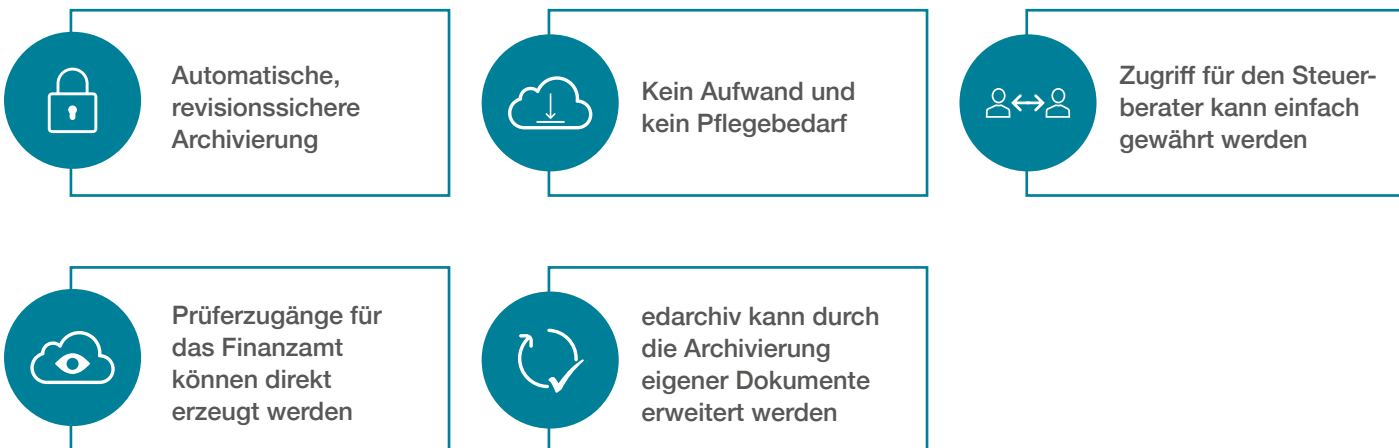 Automatische,
revisionssichere
Archivierung
Kein Aufwand und
kein Pflegebedarf
Zugriff für den Steuer-
berater kann einfach
gewährt werden
Prüferzugänge für
das Finanzamt
können direkt
erzeugt werden
edarchiv kann durch
die Archivierung
eigener Dokumente
erweitert werden